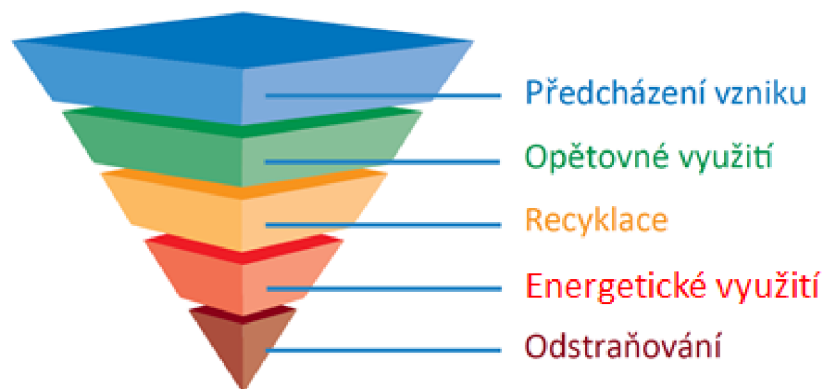 Předcházení vzniku
Opětovné využití
Recyklace
Energetické využití
Odstraňování